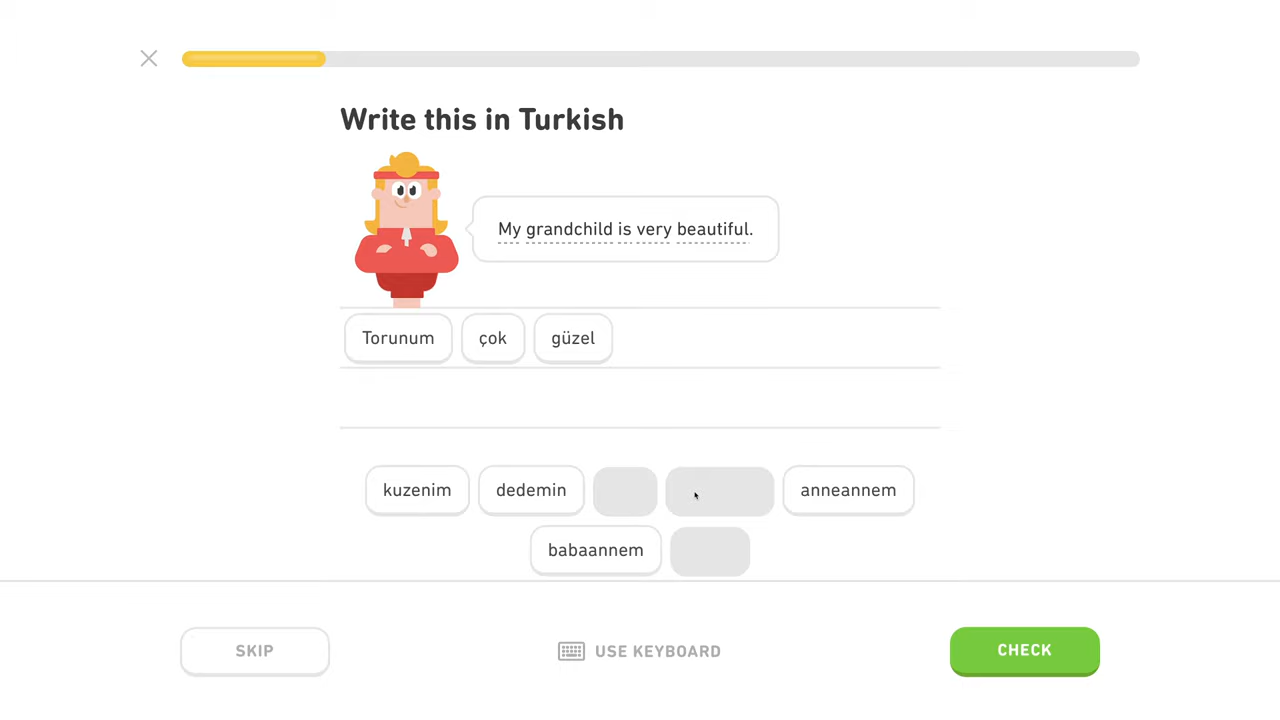 Write this in Turkish
My grandchild is very beautiful.
Torunum çok güzel
kuzenim dedemin anneannem
babaannem
SKIP USE KEYBOARD CHECK